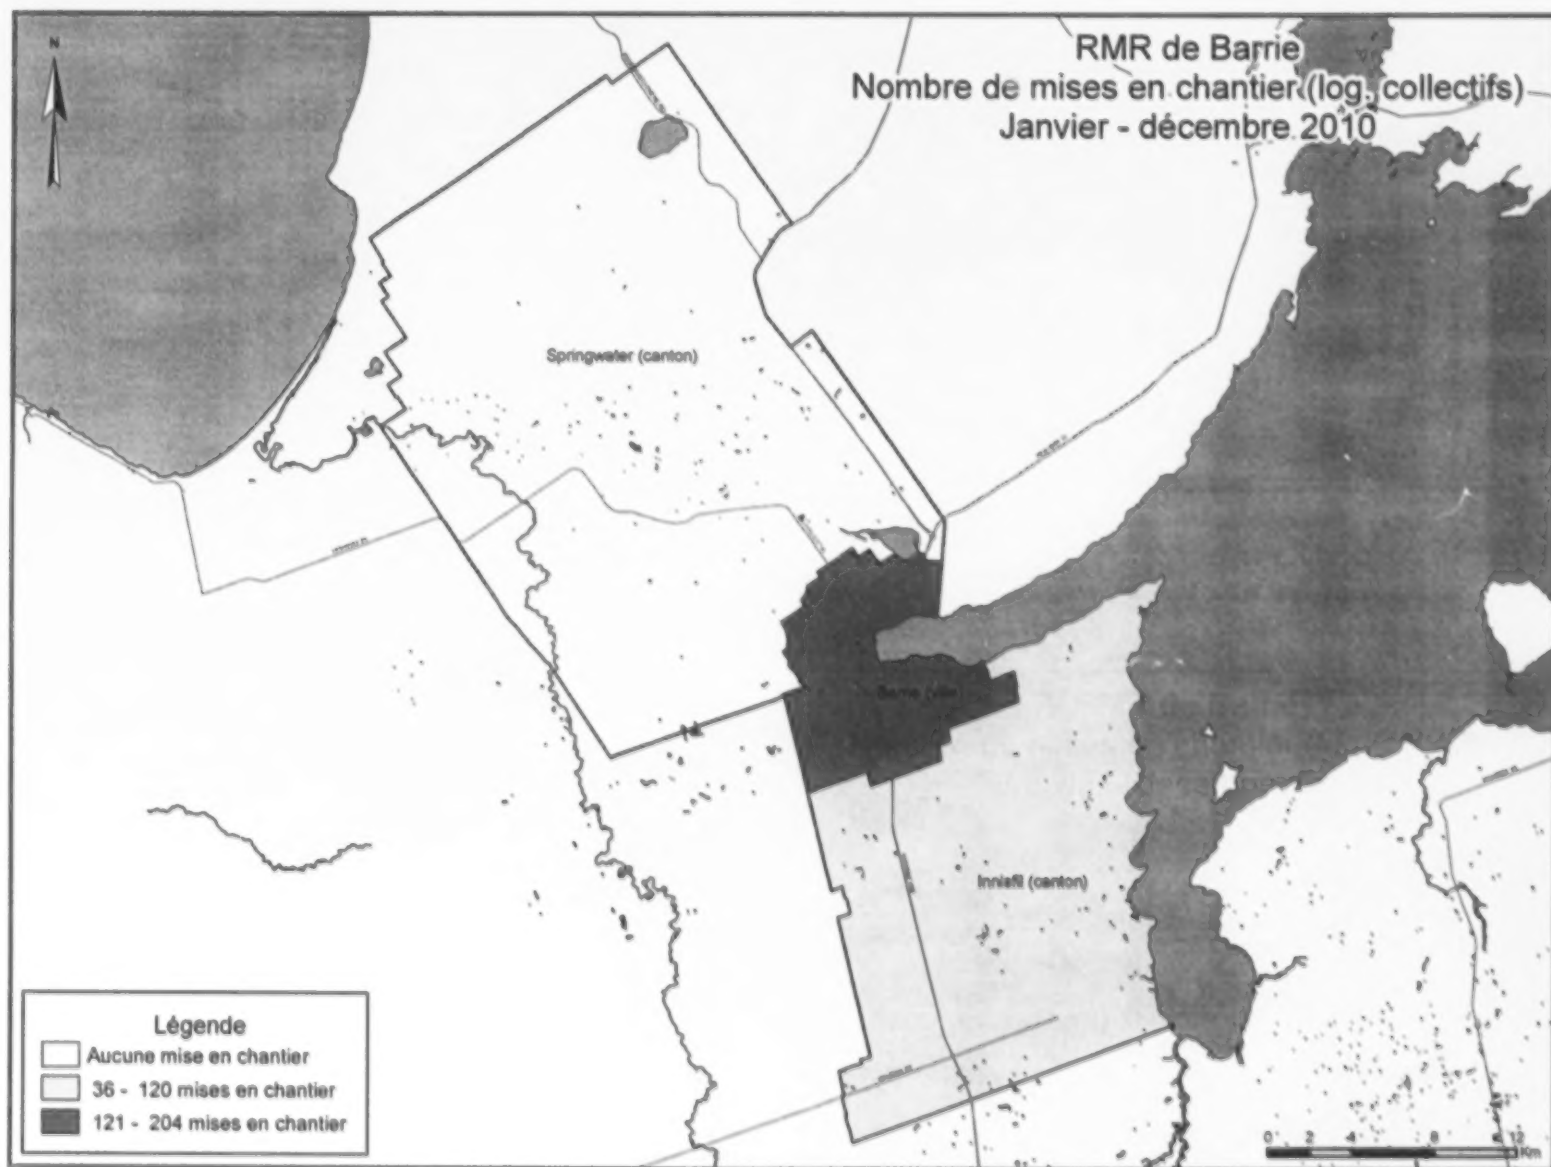 N
RMR de Barrie
Nombre de mises en chantier (log. collectifs)
Janvier - décembre 2010
Springwater (canton)
Barrie (ville)
Innisfil (canton)
Légende
Aucune mise en chantier
36 - 120 mises en chantier
121 - 204 mises en chantier
0 2 4 8 12
Km